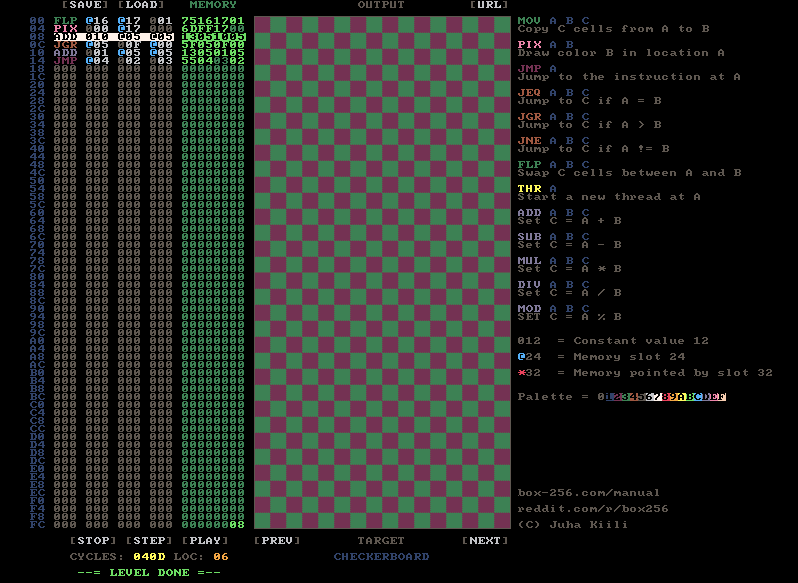 [SAVE] [LOAD] MEMORY
00 FLP @16 @17 001 75161701
04 PIX @00 @17 000 6DFF1700
08 ADD 010 @05 @05 13051005
0C JGR @05 00F @00 5F050F00
10 ADD 001 @05 @05 13050105
14 JMP @04 002 003 55040302
18 000 000 000 000 00000000
1C 000 000 000 000 00000000
20 000 000 000 000 00000000
24 000 000 000 000 00000000
28 000 000 000 000 00000000
2C 000 000 000 000 00000000
30 000 000 000 000 00000000
34 000 000 000 000 00000000
38 000 000 000 000 00000000
3C 000 000 000 000 00000000
40 000 000 000 000 00000000
44 000 000 000 000 00000000
48 000 000 000 000 00000000
4C 000 000 000 000 00000000
50 000 000 000 000 00000000
54 000 000 000 000 00000000
58 000 000 000 000 00000000
5C 000 000 000 000 00000000
60 000 000 000 000 00000000
64 000 000 000 000 00000000
68 000 000 000 000 00000000
6C 000 000 000 000 00000000
70 000 000 000 000 00000000
74 000 000 000 000 00000000
78 000 000 000 000 00000000
7C 000 000 000 000 00000000
80 000 000 000 000 00000000
84 000 000 000 000 00000000
88 000 000 000 000 00000000
8C 000 000 000 000 00000000
90 000 000 000 000 00000000
94 000 000 000 000 00000000
98 000 000 000 000 00000000
9C 000 000 000 000 00000000
A0 000 000 000 000 00000000
A4 000 000 000 000 00000000
A8 000 000 000 000 00000000
AC 000 000 000 000 00000000
B0 000 000 000 000 00000000
B4 000 000 000 000 00000000
B8 000 000 000 000 00000000
BC 000 000 000 000 00000000
C0 000 000 000 000 00000000
C4 000 000 000 000 00000000
C8 000 000 000 000 00000000
CC 000 000 000 000 00000000
D0 000 000 000 000 00000000
D4 000 000 000 000 00000000
D8 000 000 000 000 00000000
DC 000 000 000 000 00000000
E0 000 000 000 000 00000000
E4 000 000 000 000 00000000
E8 000 000 000 000 00000000
EC 000 000 000 000 00000000
F0 000 000 000 000 00000000
F4 000 000 000 000 00000000
F8 000 000 000 000 00000000
FC 000 000 000 000 00000008
[STOP] [STEP] [PLAY]
CYCLES: 040D LOC: 06
--= LEVEL DONE =--
OUTPUT [URL]
[PREV] TARGET [NEXT]
CHECKERBOARD
MOV A B C
Copy C cells from A to B
PIX A B
Draw color B in location A
JMP A
Jump to the instruction at A
JEQ A B C
Jump to C if A = B
JGR A B C
Jump to C if A > B
JNE A B C
Jump to C if A != B
FLP A B C
Swap C cells between A and B
THR A
Start a new thread at A
ADD A B C
Set C = A + B
SUB A B C
Set C = A - B
MUL A B C
Set C = A * B
DIV A B C
Set C = A / B
MOD A B C
SET C = A % B
012 = Constant value 12
@24 = Memory slot 24
*32 = Memory pointed by slot 32
Palette = 0123456789ABCDEF
box-256.com/manual
reddit.com/r/box256
(C) Juha Kiili